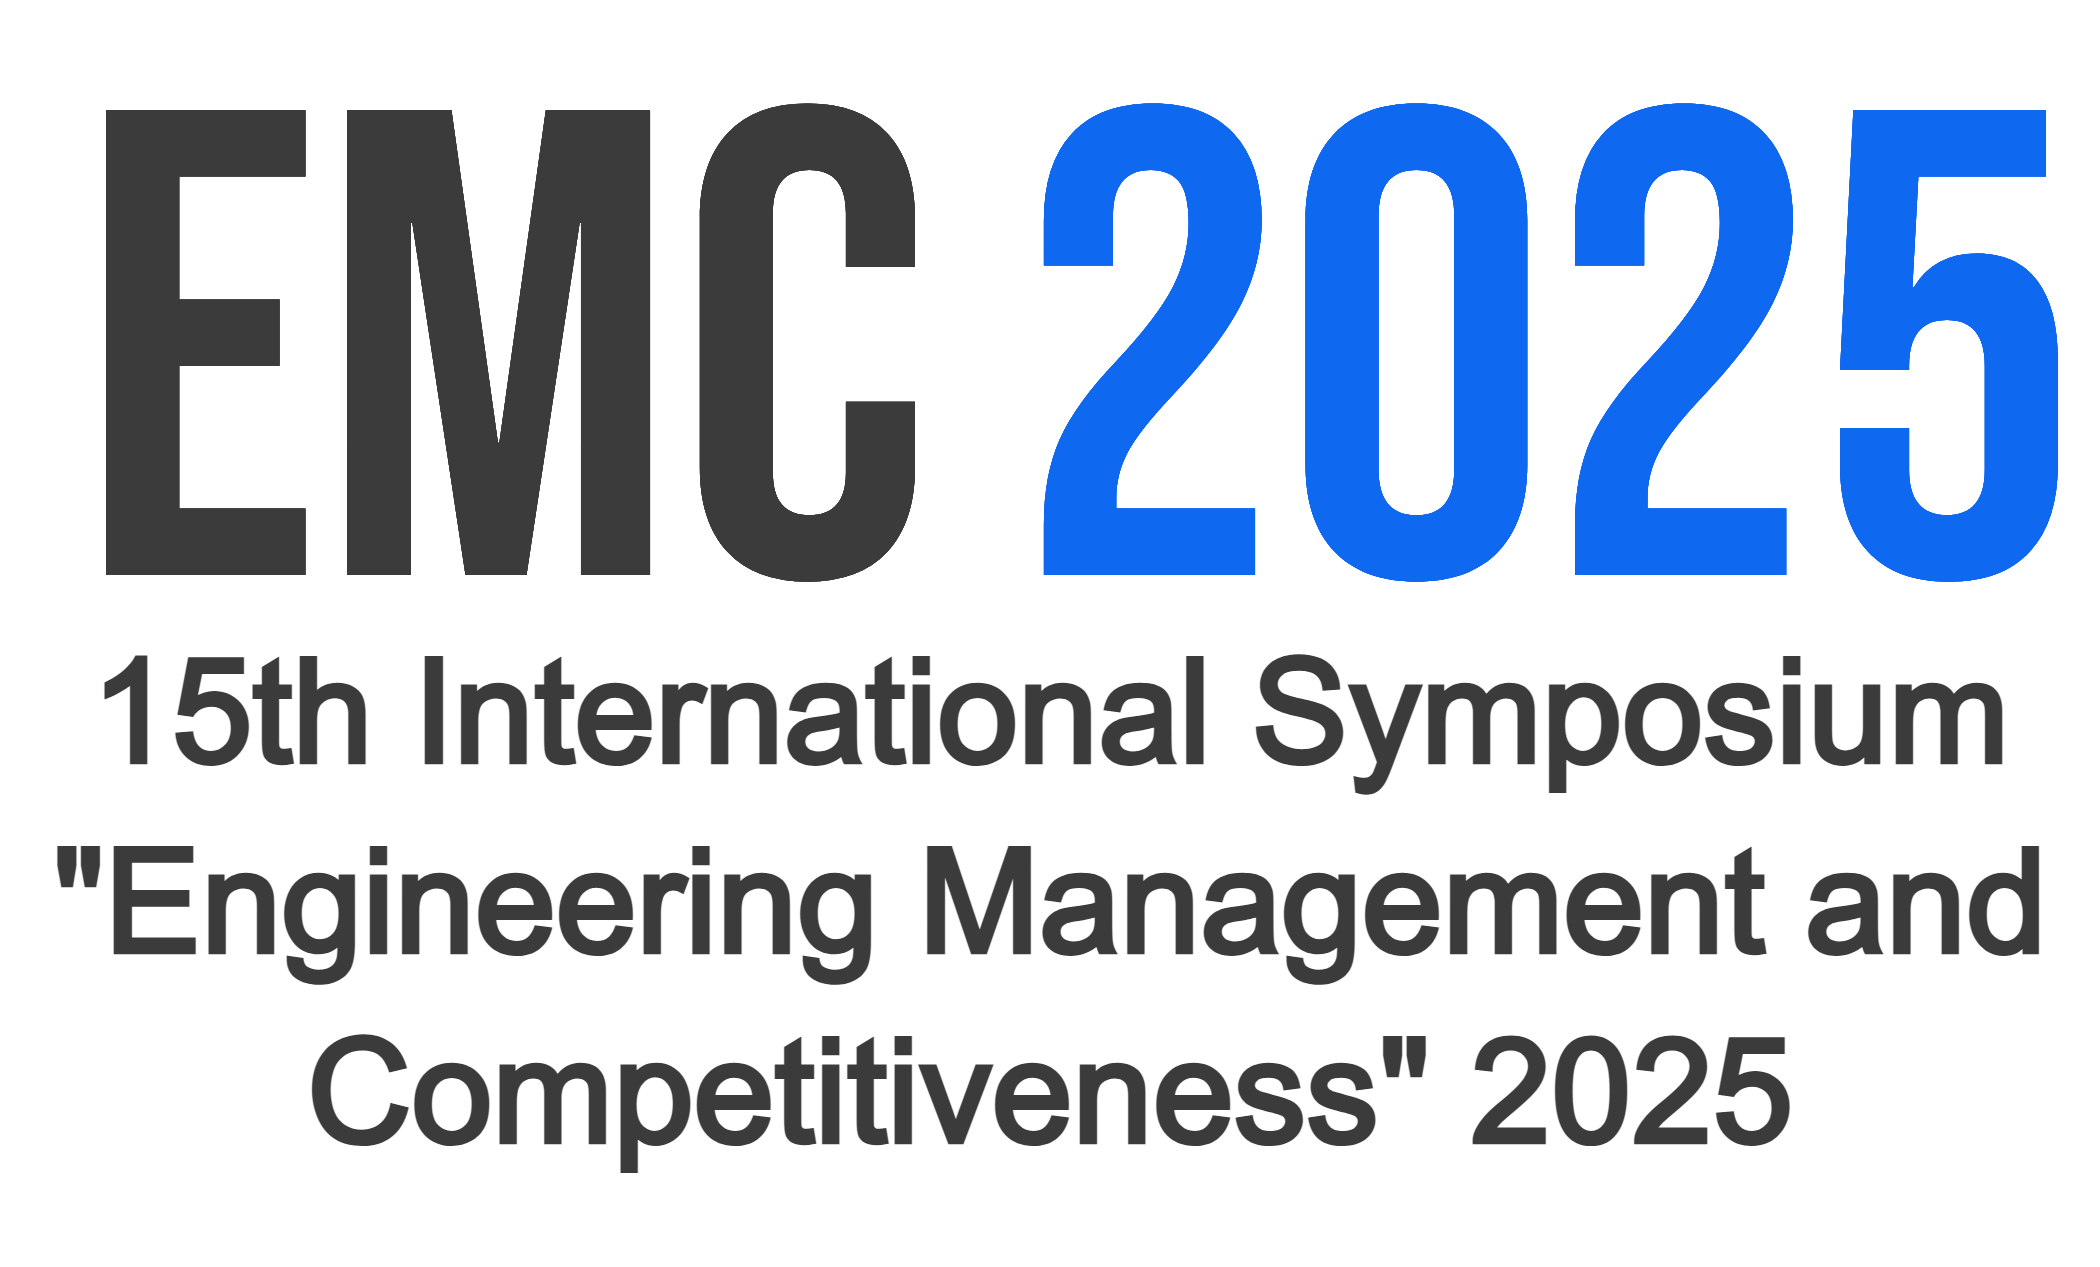 EMC 2025
15th International Symposium
"Engineering Management and
Competitiveness" 2025